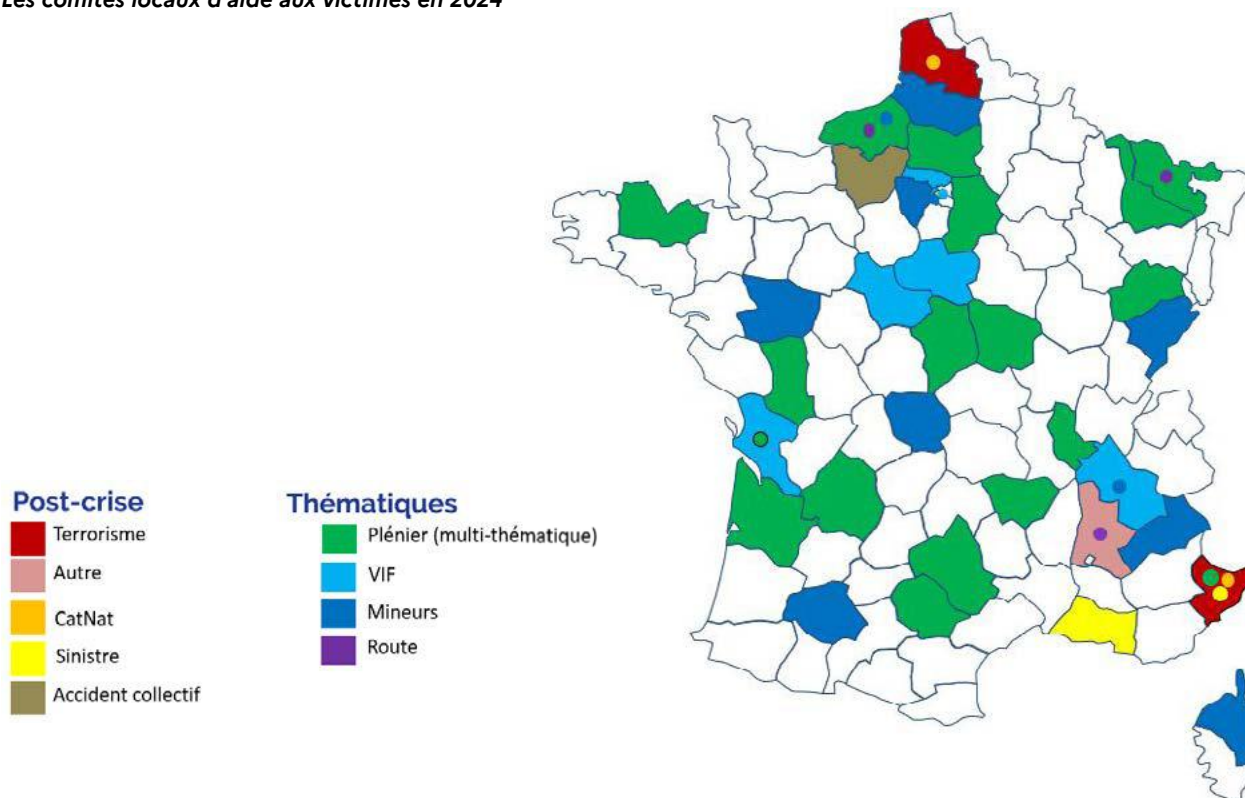 Les comités locaux d'aide aux victimes en 2024
Post-crise
Terrorisme
Autre
CatNat
Sinistre
Accident collectif
Thématiques
Plénier (multi-thématique)
VIF
Mineurs
Route